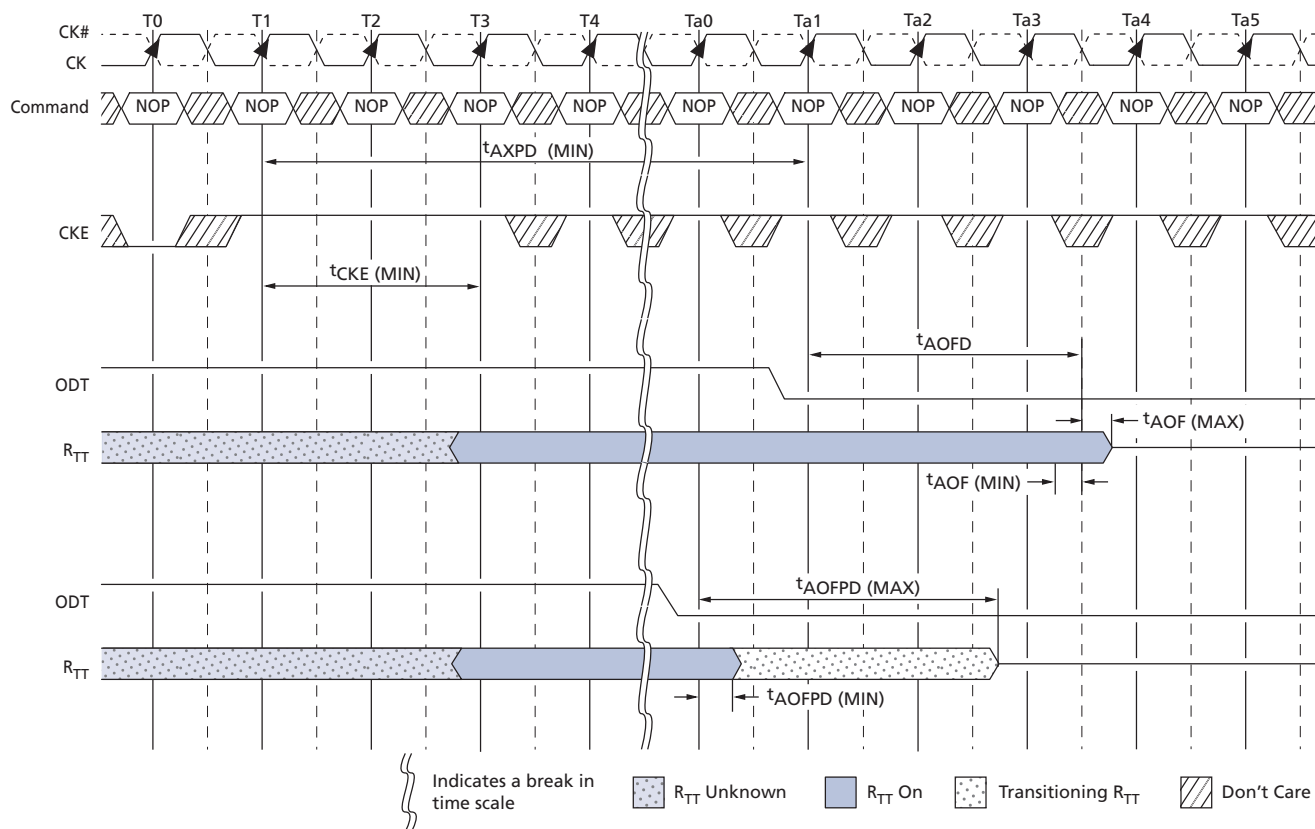 T0 T1 T2 T3 T4 Ta0 Ta1 Ta2 Ta3 Ta4 Ta5
CK#
CK
Command NOP NOP NOP NOP NOP NOP NOP NOP NOP NOP NOP
tAXPD (MIN)
CKE
tCKE (MIN)
tAOFD
ODT
tAOF (MAX)
RTT
tAOF (MIN)
tAOFPD (MAX)
ODT
RTT
tAOFPD (MIN)
Indicates a break in
time scale
RTT Unknown
RTT On
Transitioning RTT
Don't Care